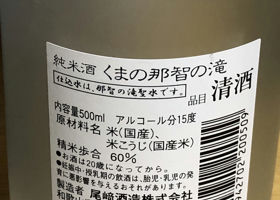 純米酒 くまの那智の滝
仕込水は、那智の滝聖水です。
品目 清酒
内容量500ml アルコール分15度
原材料名 米(国産)、
米こうじ(国産米)
精米歩合 60%
●お酒は20歳になってから。
●妊娠中・授乳期の飲酒は、胎児・乳児の発
育に悪影響を与えるおそれがあります。
製造者 尾﨑酒造株式会社